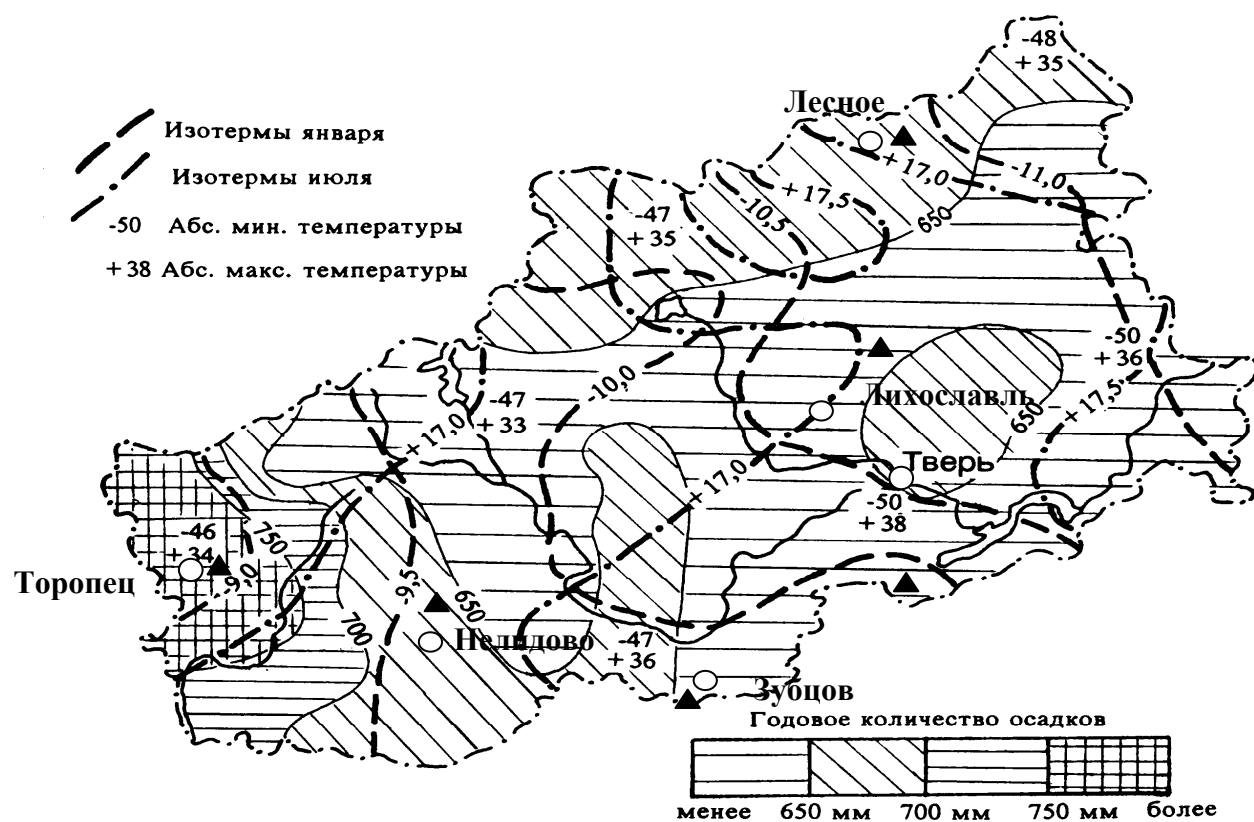 -48
+35
Лесное
Изотермы января
Изотермы июля
-50 Абс. мин. температуры
+38 Абс. макс. температуры
+17,0
-11,0
+17,5
-10,5
650
-47
+35
-50
+36
-10,0
Лихославль
+17,5
650
-47
+33
+17,0
+17,0
Тверь
-50
+38
750
-46
+34
-9,0
Торопец
-9,5
650
700
Нелидово
-47
+36
Зубцов
Годовое количество осадков
менее 650 мм 700 мм 750 мм более